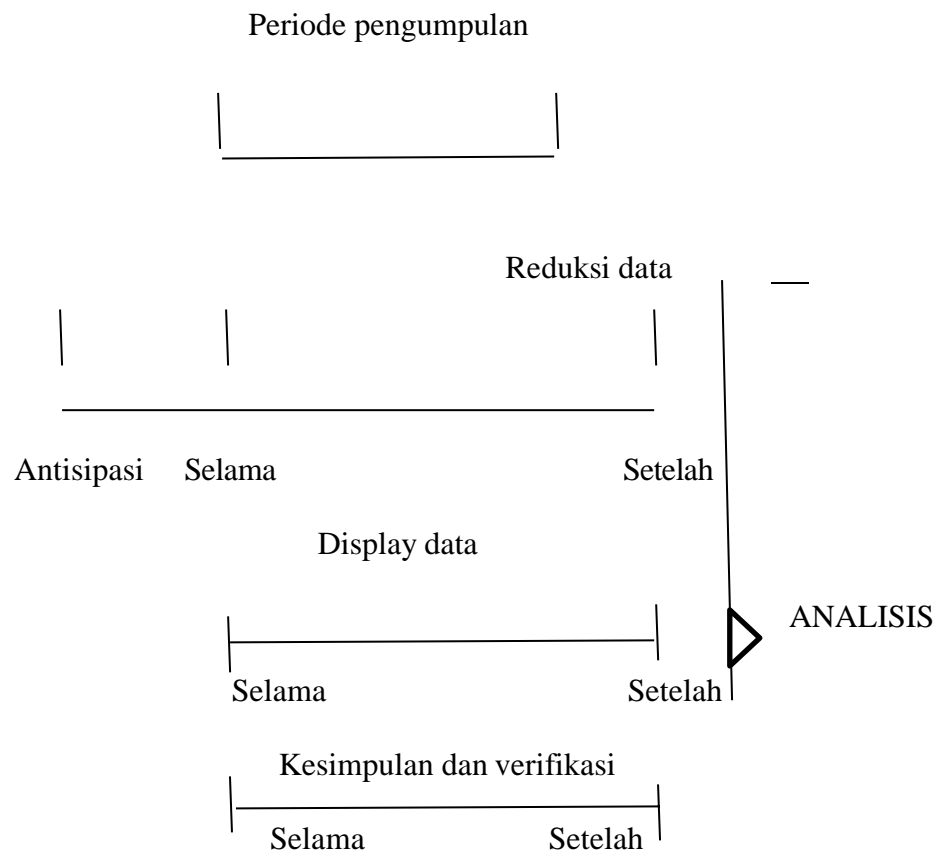 Periode pengumpulan
Reduksi data
Antisipasi Selama Setelah
Display data
ANALISIS
Selama Setelah
Kesimpulan dan verifikasi
Selama Setelah